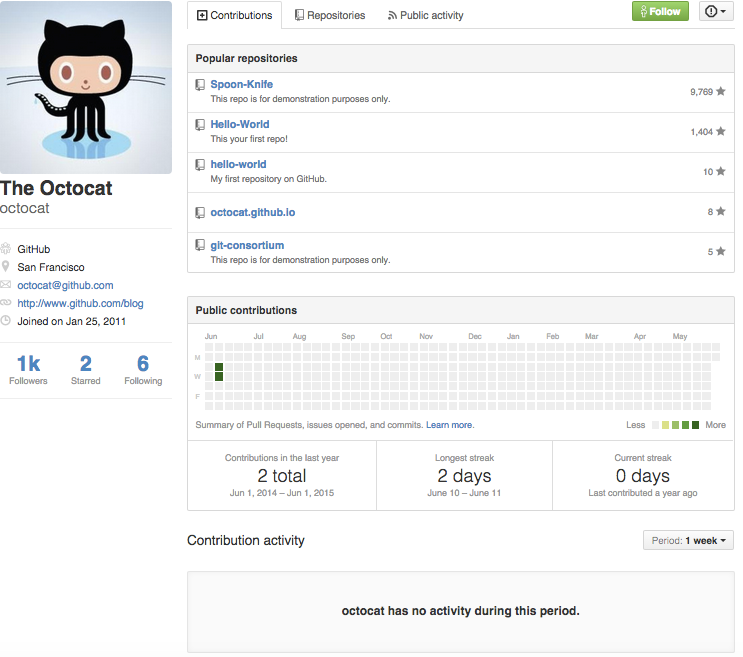 Contributions
Repositories
Public activity
Follow
The Octocat
octocat
GitHub
San Francisco
octocat@github.com
http://www.github.com/blog
Joined on Jan 25, 2011
1k
Followers
2
Starred
6
Following
Popular repositories
Spoon-Knife
This repo is for demonstration purposes only.
9,769
Hello-World
This your first repo!
1,404
hello-world
My first repository on GitHub.
10
octocat.github.io
8
git-consortium
This repo is for demonstration purposes only.
5
Public contributions
Jun Jul Aug Sep Oct Nov Dec Jan Feb Mar Apr May
M
W
F
Summary of Pull Requests, issues opened, and commits. Learn more.
Less More
Contributions in the last year
2 total
Jun 1, 2014 – Jun 1, 2015
Longest streak
2 days
June 10 – June 11
Current streak
0 days
Last contributed a year ago
Contribution activity
Period: 1 week
octocat has no activity during this period.